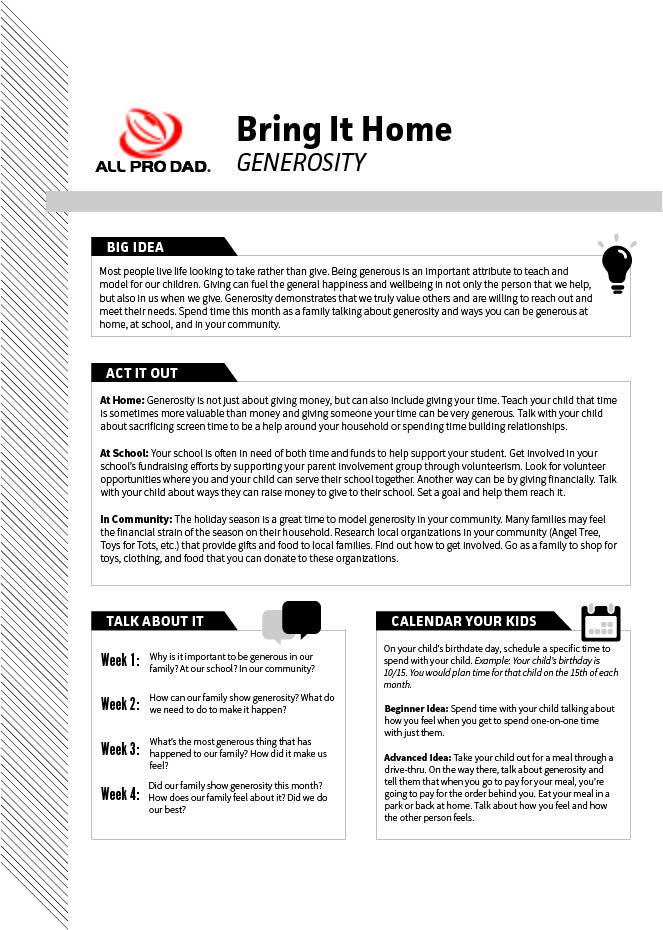 ALL PRO DAD.
Bring It Home
GENEROSITY
BIG IDEA
Most people live life looking to take rather than give. Being generous is an important attribute to teach and
model for our children. Giving can fuel the general happiness and wellbeing in not only the person that we help,
but also in us when we give. Generosity demonstrates that we truly value others and are willing to reach out and
meet their needs. Spend time this month as a family talking about generosity and ways you can be generous at
home, at school, and in your community.
ACT IT OUT
At Home: Generosity is not just about giving money, but can also include giving your time. Teach your child that time
is sometimes more valuable than money and giving someone your time can be very generous. Talk with your child
about sacrificing screen time to be a help around your household or spending time building relationships.
At School: Your school is often in need of both time and funds to help support your student. Get involved in your
school's fundraising efforts by supporting your parent involvement group through volunteerism. Look for volunteer
opportunities where you and your child can serve their school together. Another way can be by giving financially. Talk
with your child about ways they can raise money to give to their school. Set a goal and help them reach it.
In Community: The holiday season is a great time to model generosity in your community. Many families may feel
the financial strain of the season on their household. Research local organizations in your community (Angel Tree,
Toys for Tots, etc.) that provide gifts and food to local families. Find out how to get involved. Go as a family to shop for
toys, clothing, and food that you can donate to these organizations.
TALK ABOUT IT
Week 1: Why is it important to be generous in our
family? At our school? In our community?
Week 2: How can our family show generosity? What do
we need to do to make it happen?
Week 3: What's the most generous thing that has
happened to our family? How did it make us
feel?
Week 4: Did our family show generosity this month?
How does our family feel about it? Did we do
our best?
CALENDAR YOUR KIDS
On your child's birthdate day, schedule a specific time to
spend with your child. Example: Your child's birthday is
10/15. You would plan time for that child on the 15th of each
month.
Beginner Idea: Spend time with your child talking about
how you feel when you get to spend one-on-one time
with just them.
Advanced Idea: Take your child out for a meal through a
drive-thru. On the way there, talk about generosity and
tell them that when you go to pay for your meal, you're
going to pay for the order behind you. Eat your meal in a
park or back at home. Talk about how you feel and how
the other person feels.